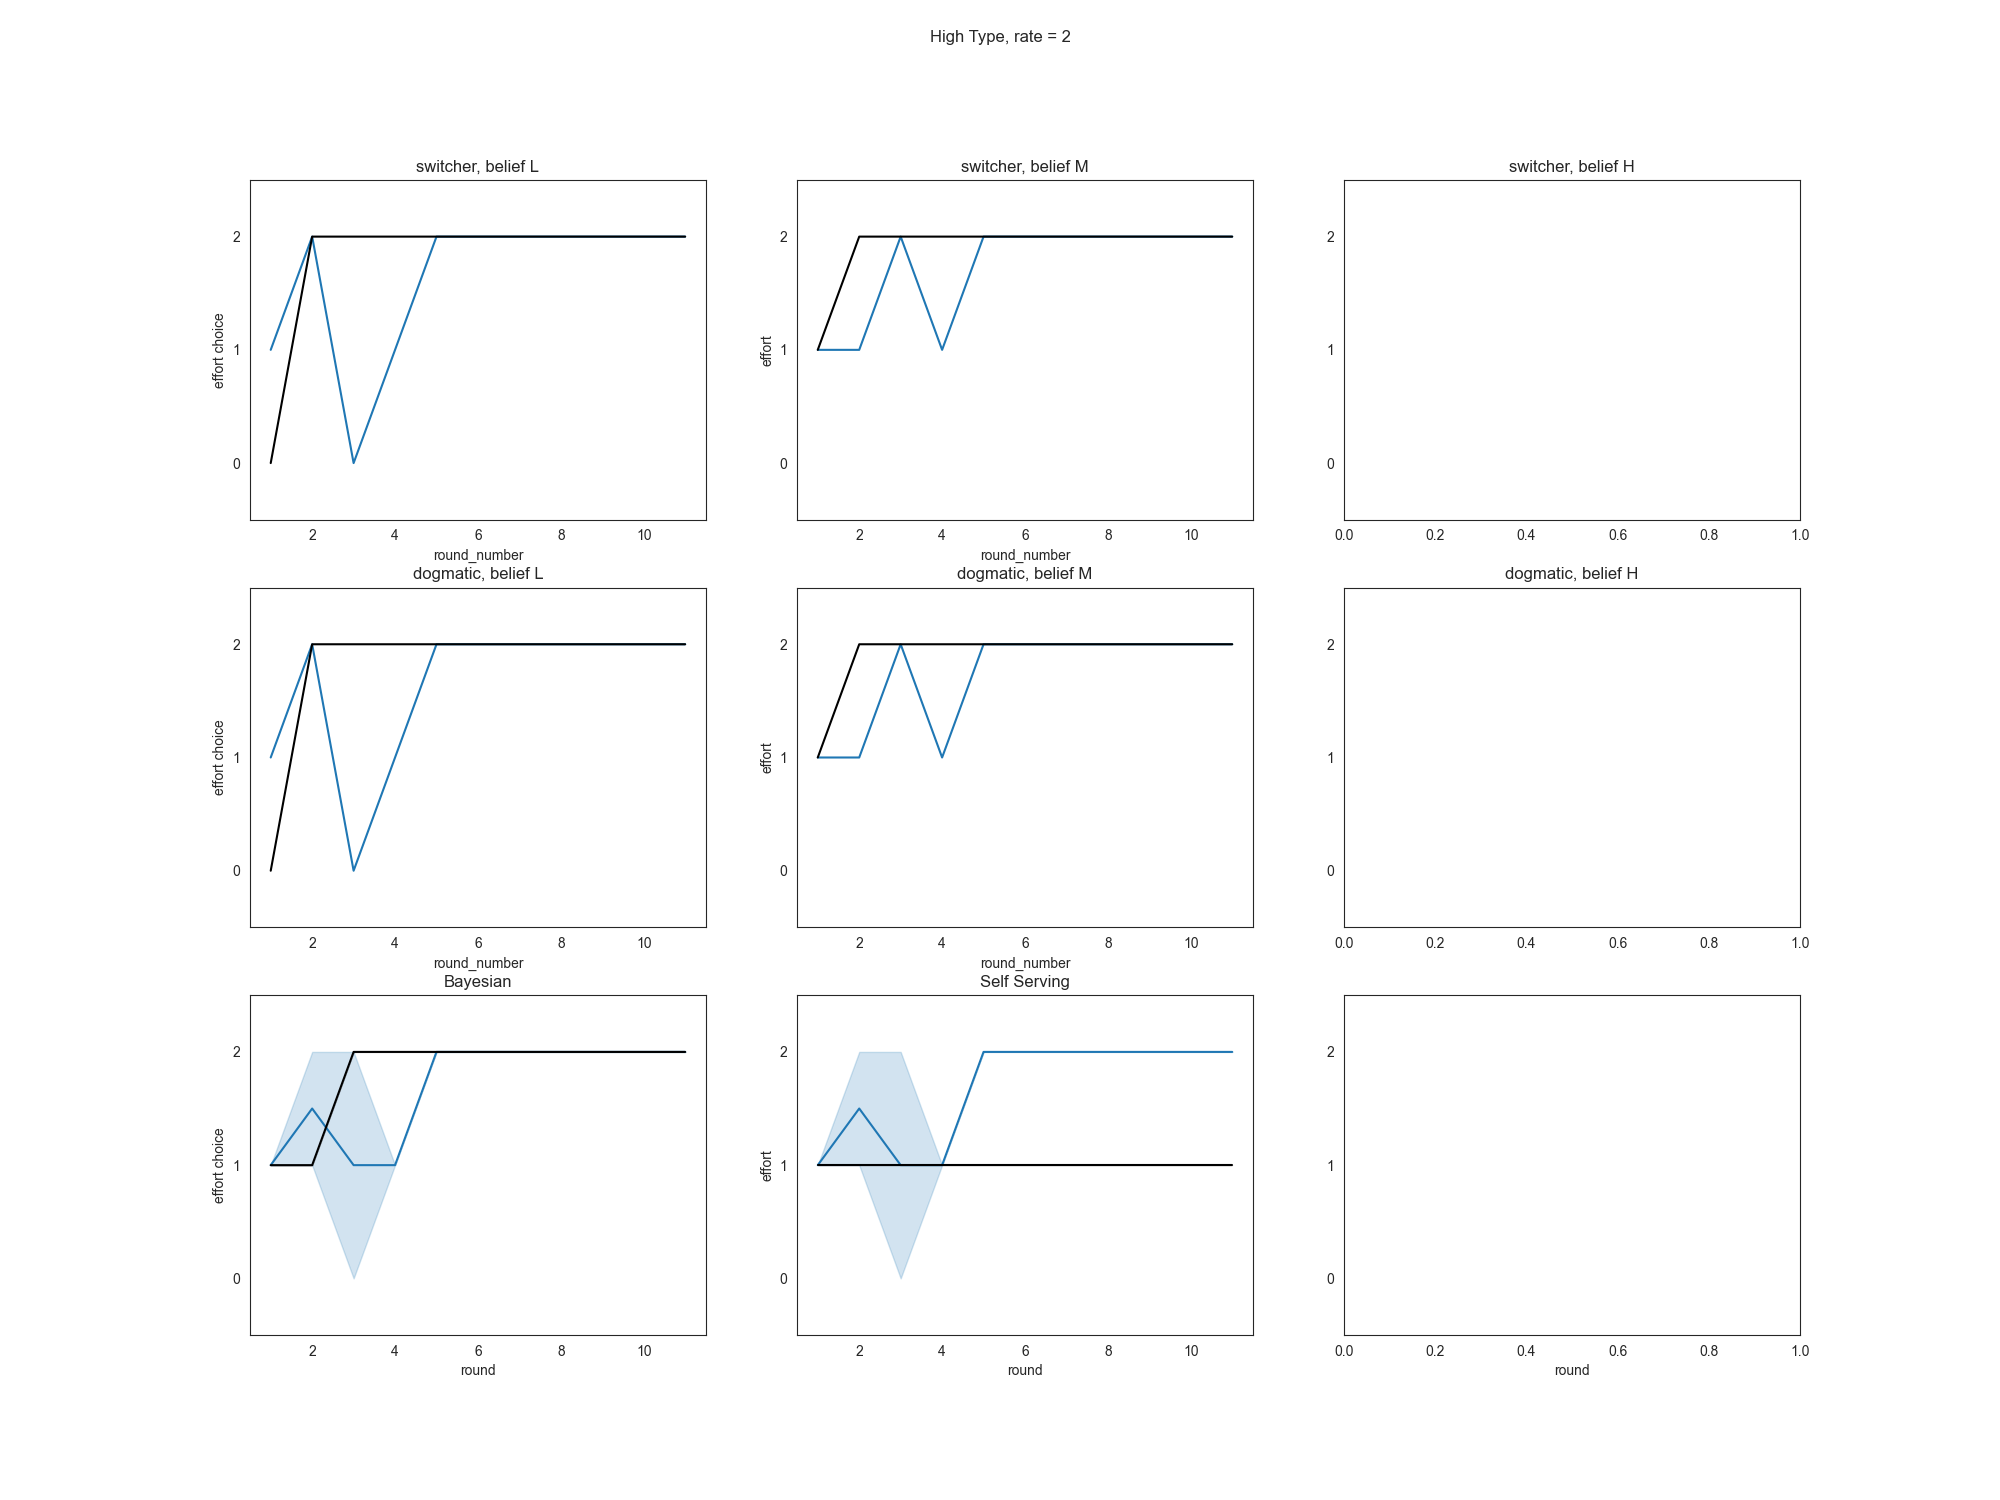 High Type, rate = 2
switcher, belief L
switcher, belief M
switcher, belief H
2
1
0
effort choice
2 4 6 8 10
round_number
2
1
0
effort
2 4 6 8 10
round_number
2
1
0
0.0 0.2 0.4 0.6 0.8 1.0
dogmatic, belief L
dogmatic, belief M
dogmatic, belief H
2
1
0
effort choice
2 4 6 8 10
round_number
2
1
0
effort
2 4 6 8 10
round_number
2
1
0
0.0 0.2 0.4 0.6 0.8 1.0
Bayesian
Self Serving
2
1
0
effort choice
2 4 6 8 10
round
2
1
0
effort
2 4 6 8 10
round
2
1
0
0.0 0.2 0.4 0.6 0.8 1.0
round